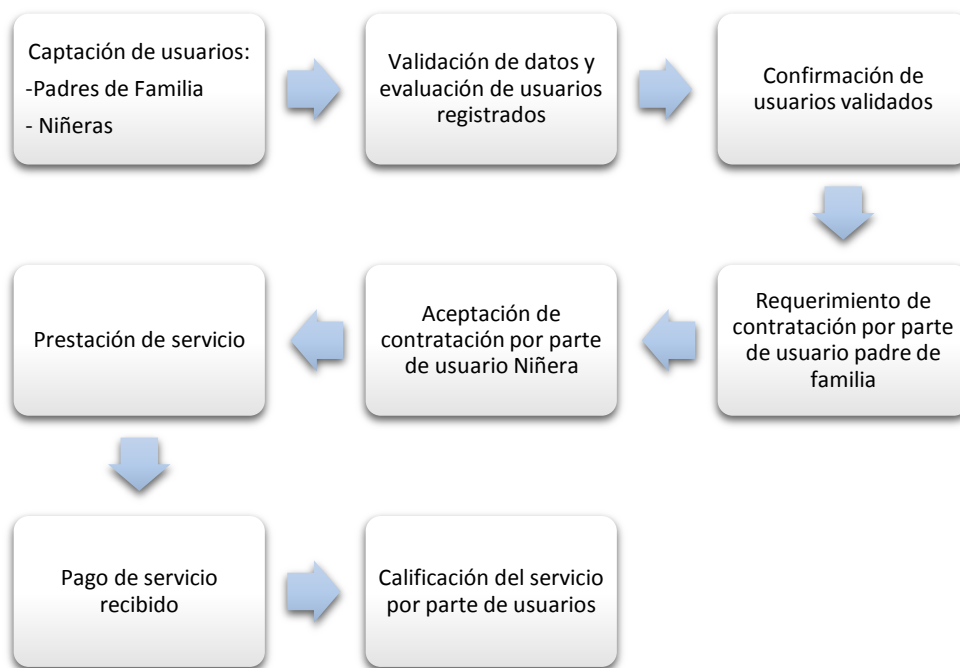 Captación de usuarios:
-Padres de Familia
- Niñeras
Validación de datos y
evaluación de usuarios
registrados
Confirmación de
usuarios validados
Requerimiento de
contratación por parte
de usuario padre de
familia
Aceptación de
contratación por parte
de usuario Niñera
Prestación de servicio
Pago de servicio
recibido
Calificación del servicio
por parte de usuarios